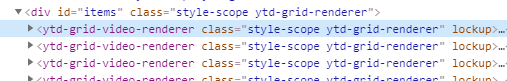 ▼<div id="items" class="style-scope ytd-grid-renderer">
▶<ytd-grid-video-renderer class="style-scope ytd-grid-renderer" lockup>…
▶<ytd-grid-video-renderer class="style-scope ytd-grid-renderer" lockup>…
▶<ytd-grid-video-renderer class="style-scope ytd-grid-renderer" lockup>…
▶<ytd-grid-video-renderer class="style-scope ytd-grid-renderer" lockup>…